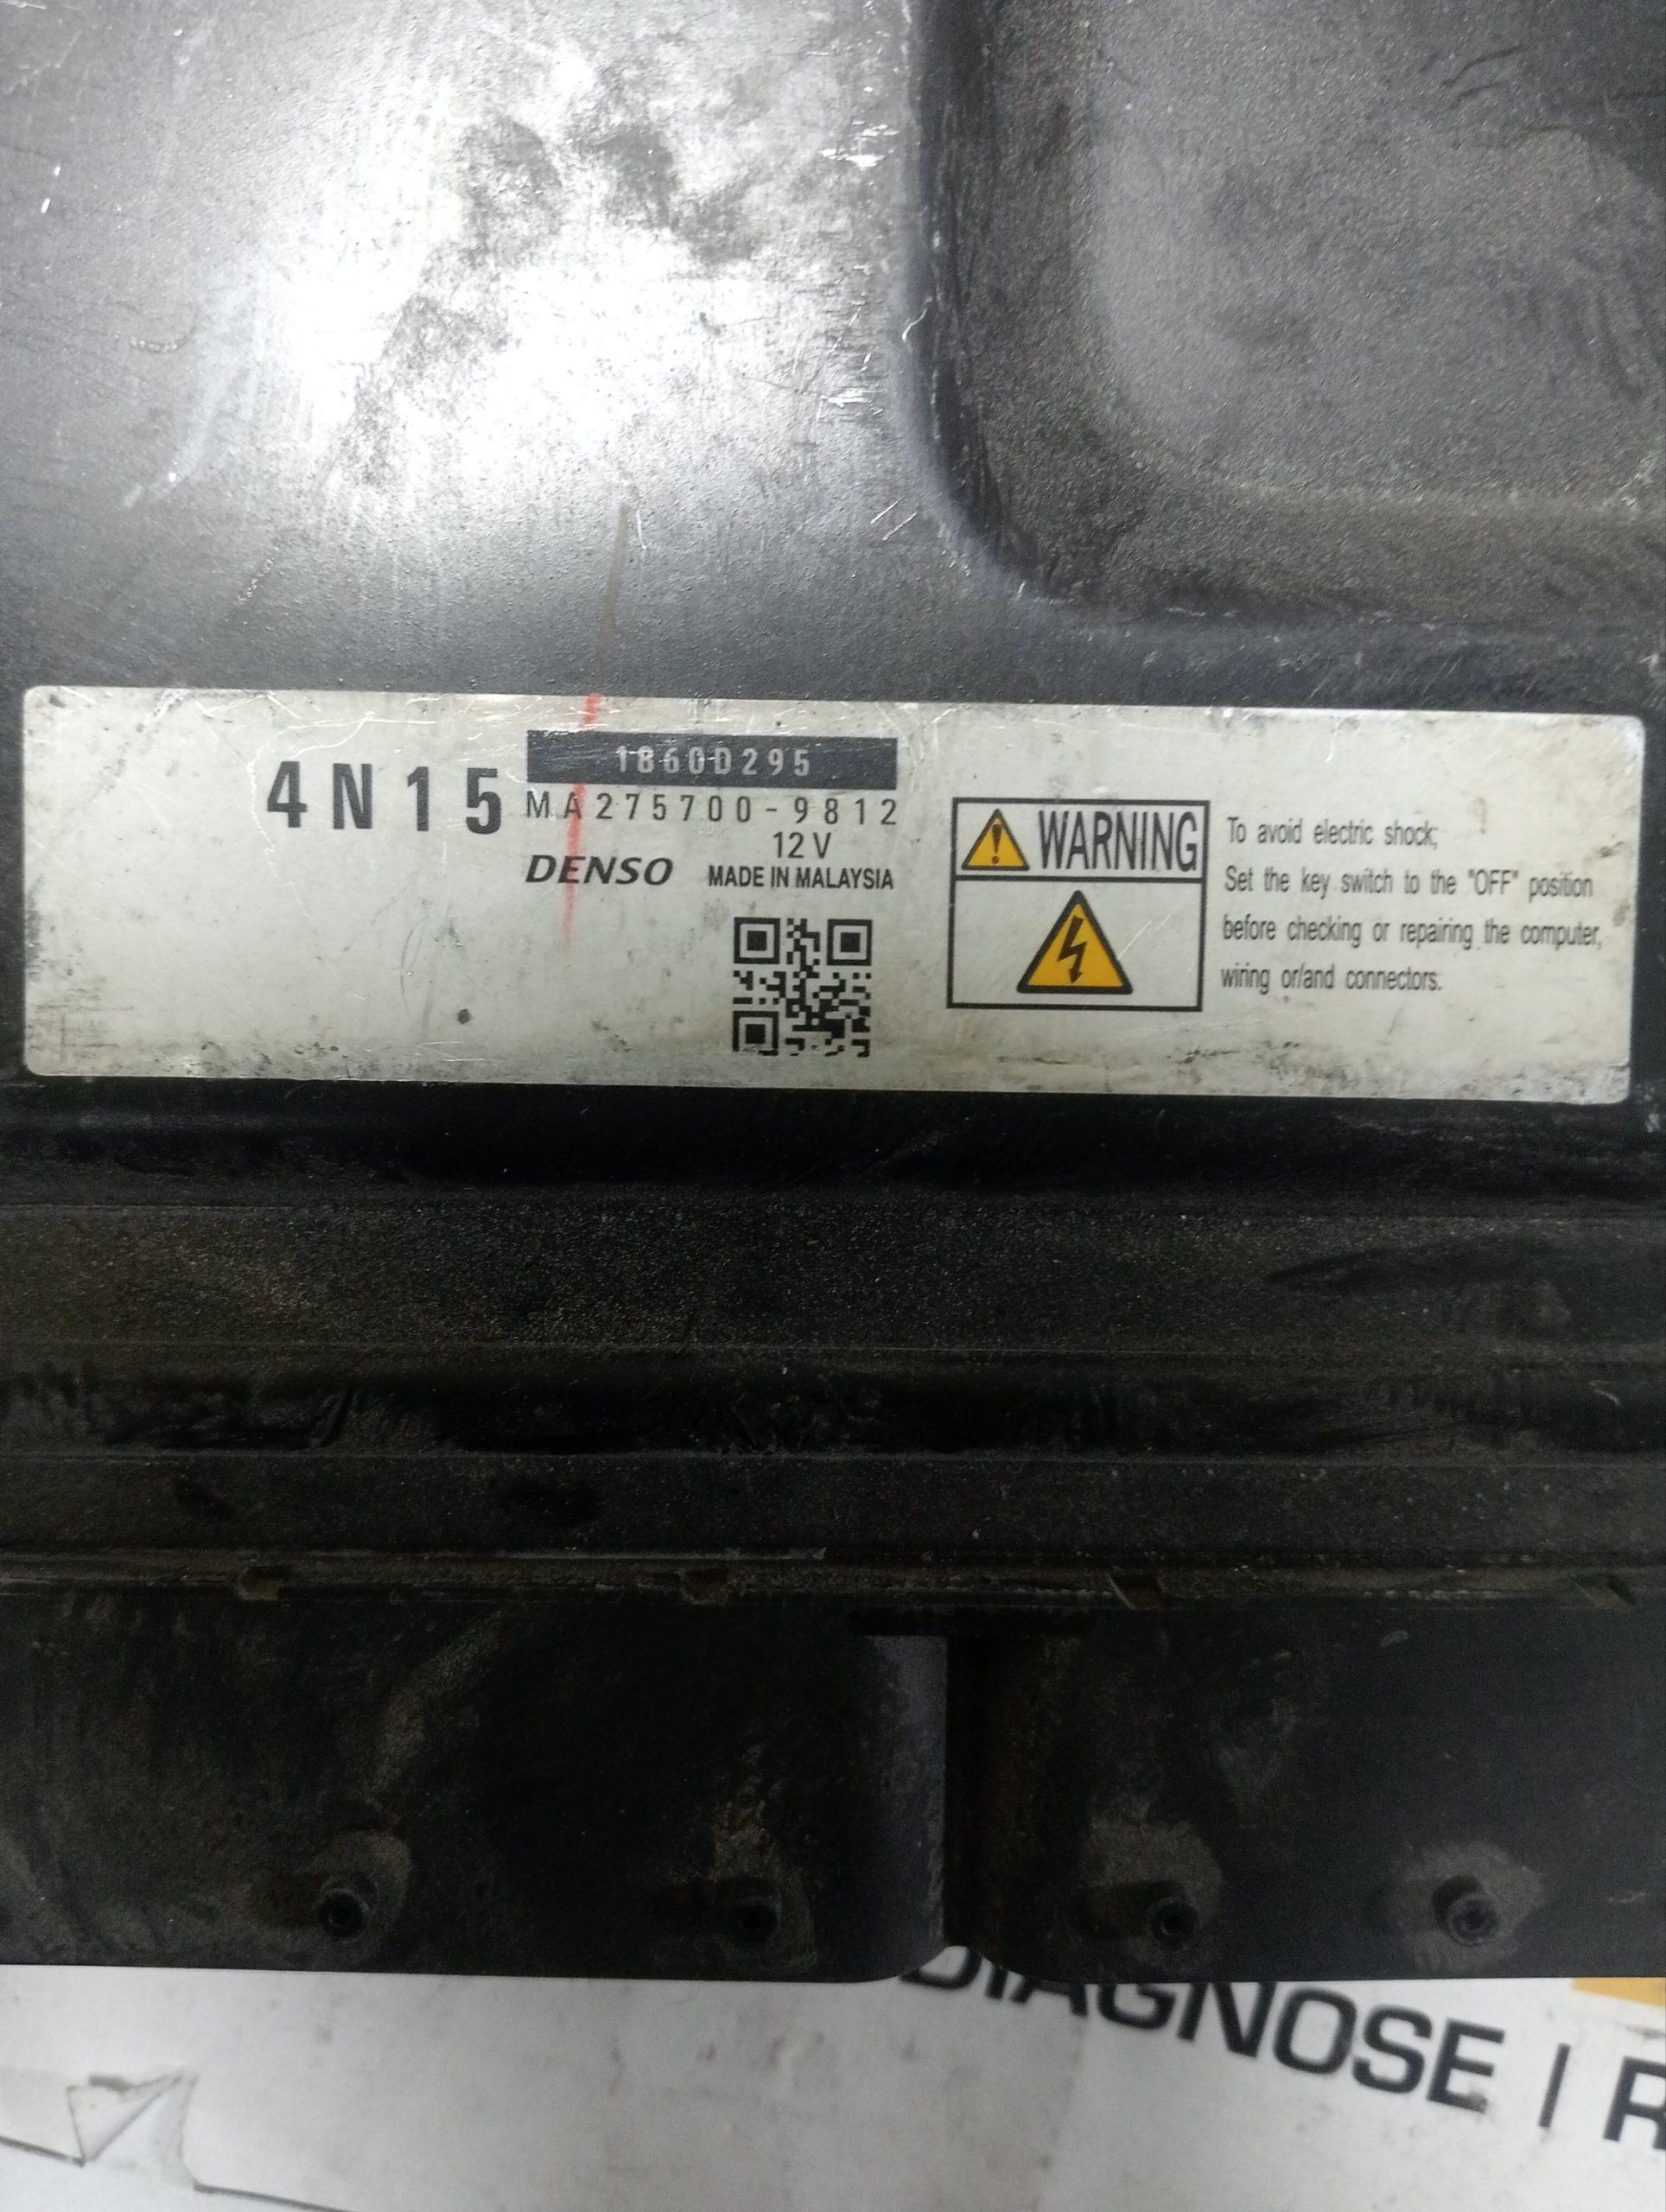 4N15
1860D295
MA275700-9812
12V
DENSO MADE IN MALAYSIA
WARNING
To avoid electric shock;
Set the key switch to the "OFF" position
before checking or repairing the computer,
wiring or/and connectors.
DIAGNOSE | R